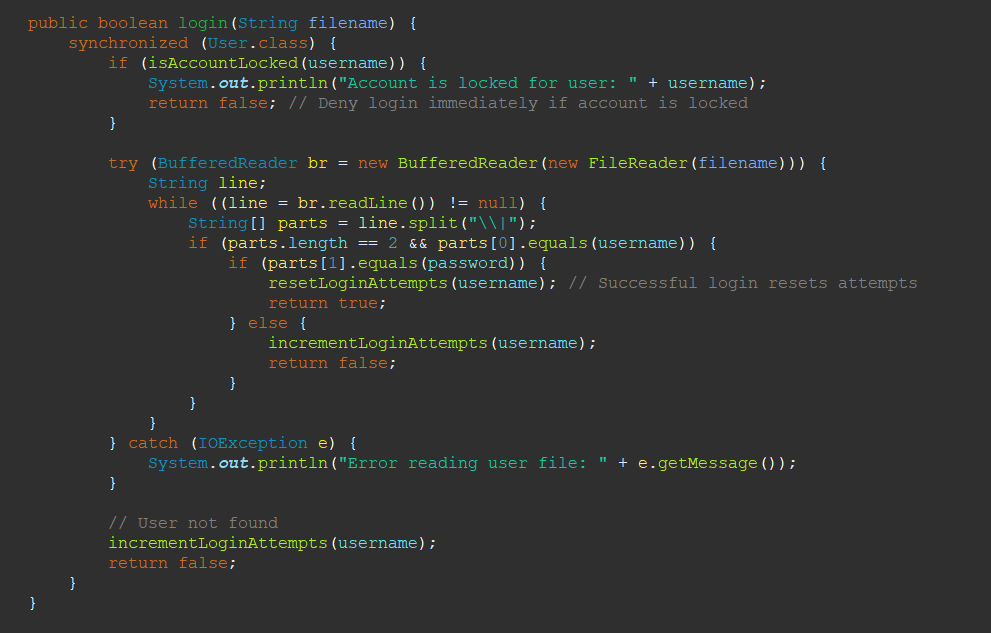 public boolean login(String filename) {
    synchronized (User.class) {
        if (isAccountLocked(username)) {
            System.out.println("Account is locked for user: " + username);
            return false; // Deny login immediately if account is locked
        }

        try (BufferedReader br = new BufferedReader(new FileReader(filename))) {
            String line;
            while ((line = br.readLine()) != null) {
                String[] parts = line.split("\\|");
                if (parts.length == 2 && parts[0].equals(username)) {
                    if (parts[1].equals(password)) {
                        resetLoginAttempts(username); // Successful login resets attempts
                        return true;
                    } else {
                        incrementLoginAttempts(username);
                        return false;
                    }
                }
            }
        } catch (IOException e) {
            System.out.println("Error reading user file: " + e.getMessage());
        }

        // User not found
        incrementLoginAttempts(username);
        return false;
    }
}